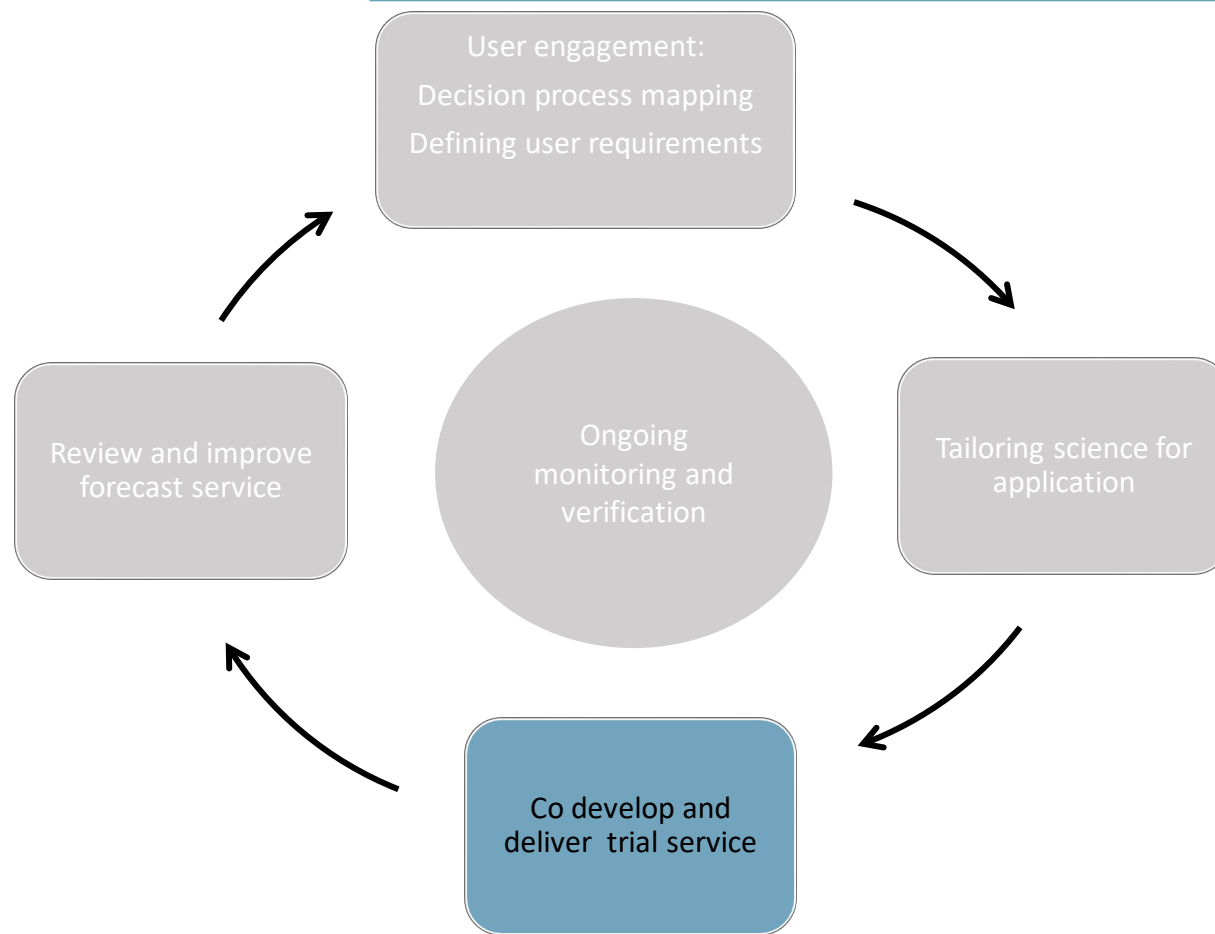 User engagement:
Decision process mapping
Defining user requirements
Review and improve
forecast service
Ongoing
monitoring and
verification
Tailoring science for
application
Co develop and
deliver trial service